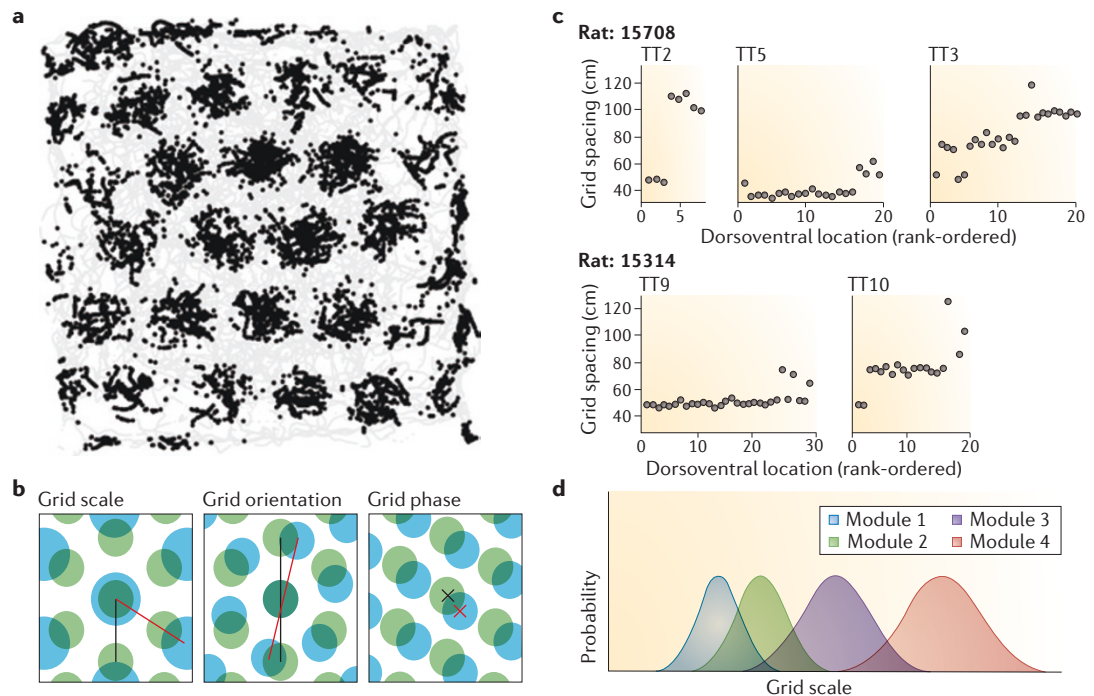 a
b
Grid scale
Grid orientation
Grid phase
c
Rat: 15708
TT2
TT5
TT3
Grid spacing (cm)
120
100
80
60
40
0
5
0
10
20
0
10
20
Dorsoventral location (rank-ordered)
Rat: 15314
TT9
TT10
Grid spacing (cm)
120
100
80
60
40
0
10
20
30
0
10
20
Dorsoventral location (rank-ordered)
d
Probability
Module 1
Module 3
Module 2
Module 4
Grid scale